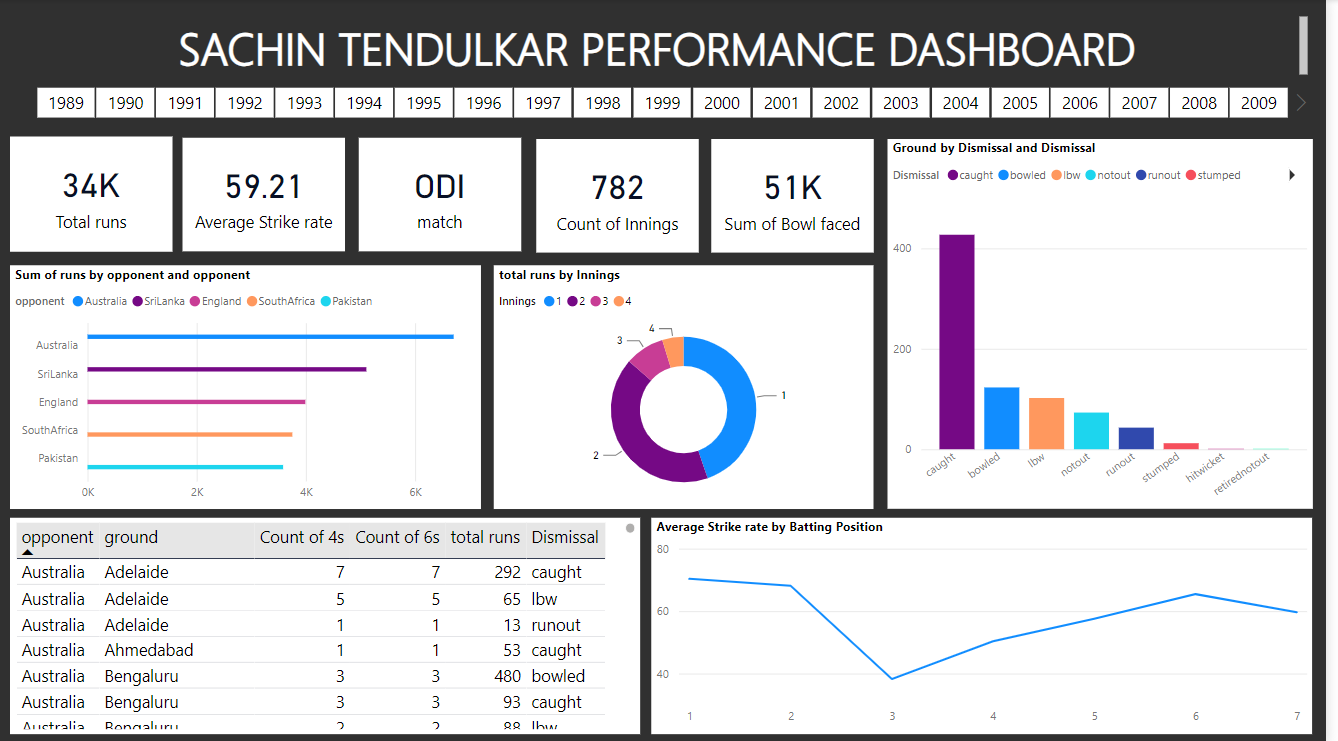 SACHIN TENDULKAR PERFORMANCE DASHBOARD
1989 1990 1991 1992 1993 1994 1995 1996 1997 1998 1999 2000 2001 2002 2003 2004 2005 2006 2007 2008 2009
34K
Total runs
59.21
Average Strike rate
ODI
match
782
Count of Innings
51K
Sum of Bowl faced
Ground by Dismissal and Dismissal
Dismissal caught bowled lbw notout runout stumped
400
200
0
caught bowled lbw notout runout stumped hitwicket retirednotout
Sum of runs by opponent and opponent
opponent Australia SriLanka England SouthAfrica Pakistan
Australia
SriLanka
England
SouthAfrica
Pakistan
0K 2K 4K 6K
total runs by Innings
Innings 1 2 3 4
4
3
1
2
opponent ground Count of 4s Count of 6s total runs Dismissal
Australia Adelaide 7 7 292 caught
Australia Adelaide 5 5 65 lbw
Australia Adelaide 1 1 13 runout
Australia Ahmedabad 1 1 53 caught
Australia Bengaluru 3 3 480 bowled
Australia Bengaluru 3 3 93 caught
Australia Bengaluru 2 2 88 lbw
Average Strike rate by Batting Position
80
60
40
1 2 3 4 5 6 7